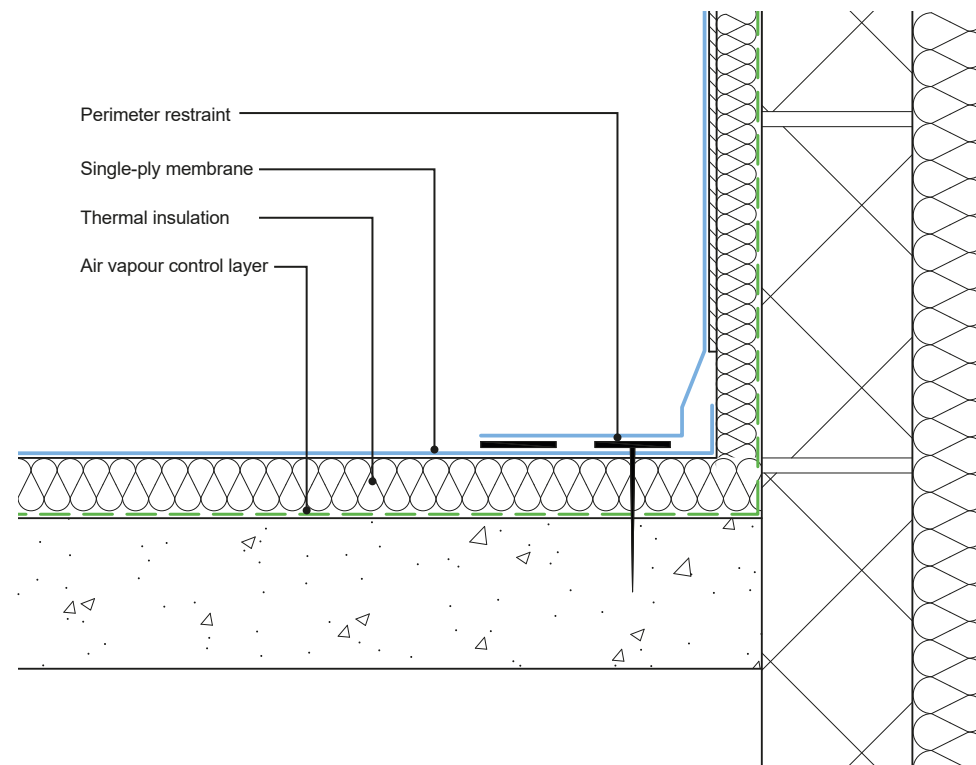 Perimeter restraint
Single-ply membrane
Thermal insulation
Air vapour control layer